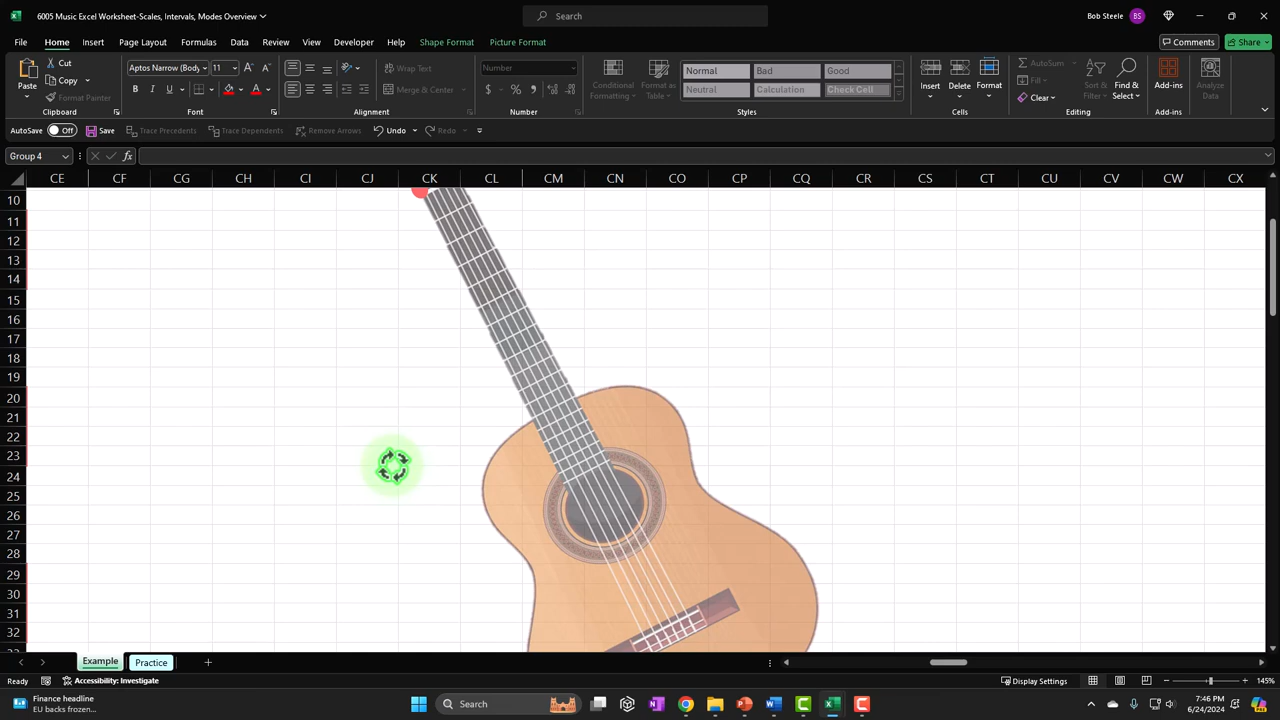 6005 Music Excel Worksheet-Scales, Intervals, Modes Overview
Search
Bob Steele
BS
File Home Insert Page Layout Formulas Data Review View Developer Help Shape Format Picture Format
Comments
Share
Paste
Cut
Copy
Format Painter
Clipboard
Aptos Narrow (Body
11
B I U
Font
Wrap Text
Merge & Center
Alignment
Number
$ % ,
Number
Conditional Formatting
Format as Table
Normal Bad Good
Neutral Calculation Check Cell
Styles
Insert Delete Format
Cells
AutoSum
Fill
Clear
Sort & Filter
Find & Select
Editing
Add-ins
Add-ins
Analyze Data
AutoSave Off Save Trace Precedents Trace Dependents Remove Arrows Undo Redo
Group 4
fx
CE CF CG CH CI CJ CK CL CM CN CO CP CQ CR CS CT CU CV CW CX
10
11
12
13
14
15
16
17
18
19
20
21
22
23
24
25
26
27
28
29
30
31
32
Example Practice
Ready Accessibility: Investigate
Display Settings
145%
Finance headline
EU backs frozen...
Search
7:46 PM
6/24/2024